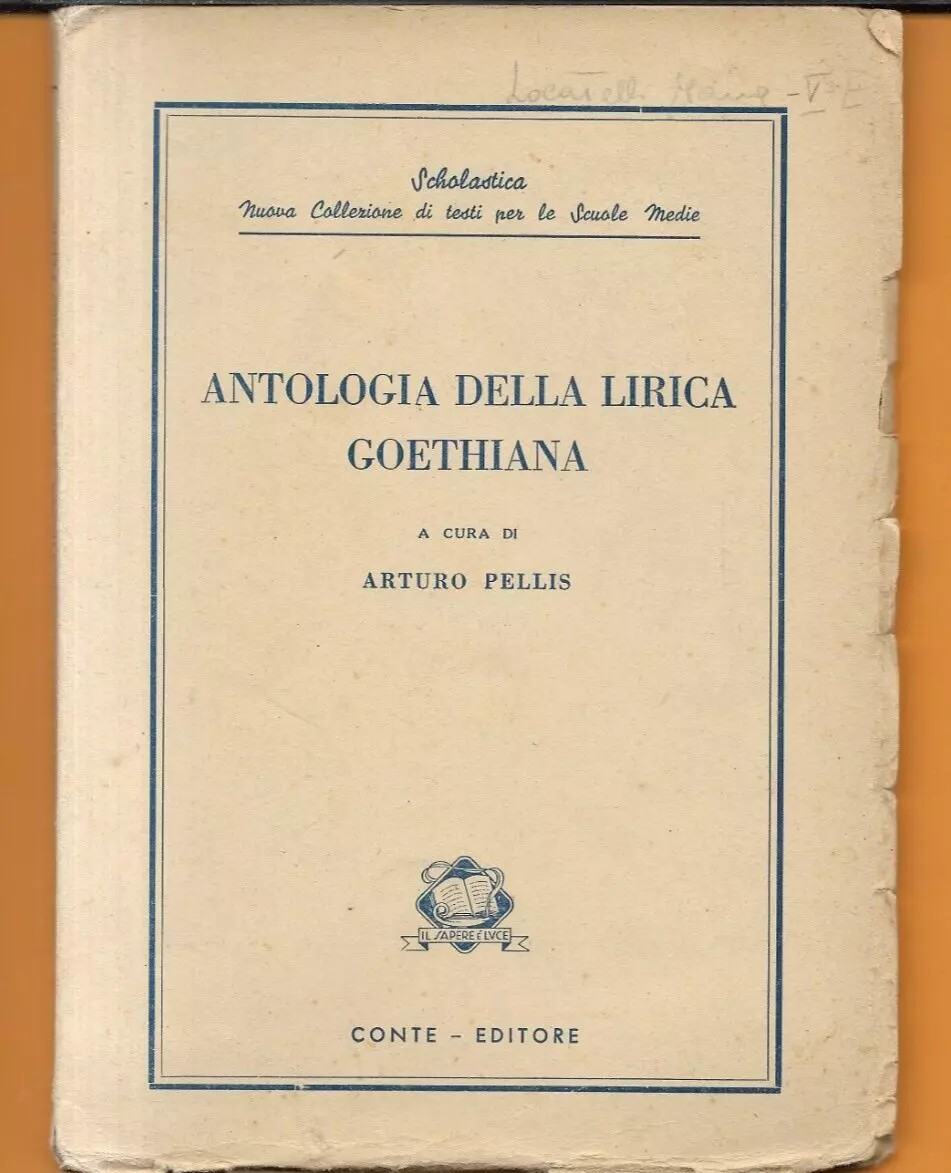 Locatelli
Scholastica
Nuova Collezione di testi per le Scuole Medie
ANTOLOGIA DELLA LIRICA
GOETHIANA
A CURA DI
ARTURO PELLIS
IL SAPERE È LVCE
CONTE - EDITORE